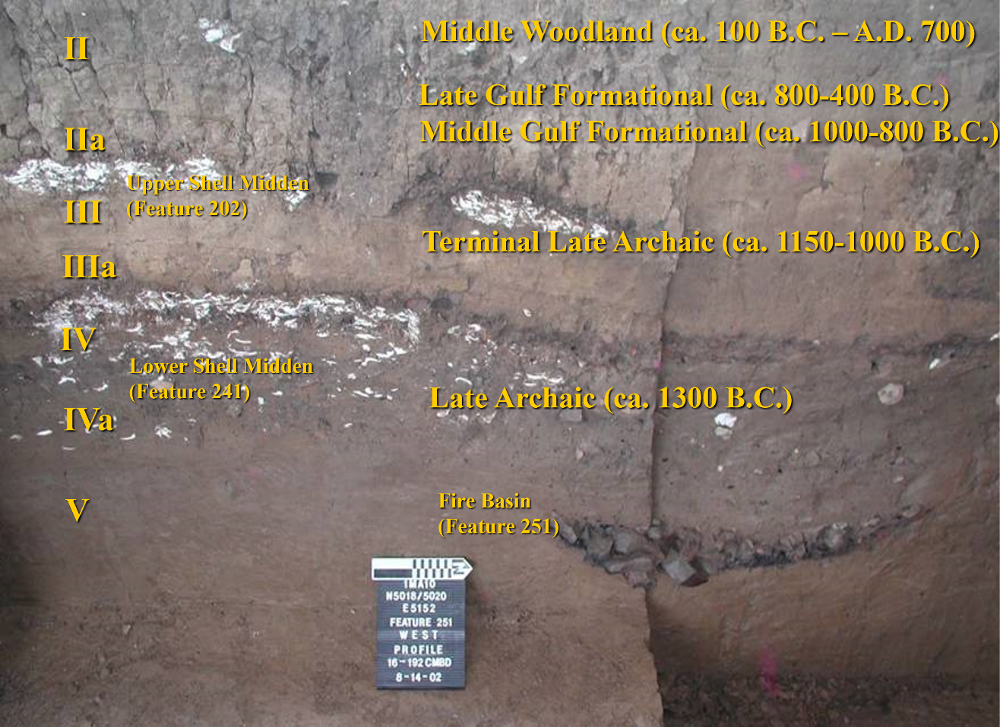 II
Middle Woodland (ca. 100 B.C. – A.D. 700)
Late Gulf Formational (ca. 800-400 B.C.)
IIa
Middle Gulf Formational (ca. 1000-800 B.C.)
Upper Shell Midden
(Feature 202)
III
Terminal Late Archaic (ca. 1150-1000 B.C.)
IIIa
IV
Lower Shell Midden
(Feature 241)
Late Archaic (ca. 1300 B.C.)
IVa
V
Fire Basin
(Feature 251)
N
1MA10
N5018/5020
E5152
FEATURE 251
WEST
PROFILE
16-192 CMBD
8-14-02